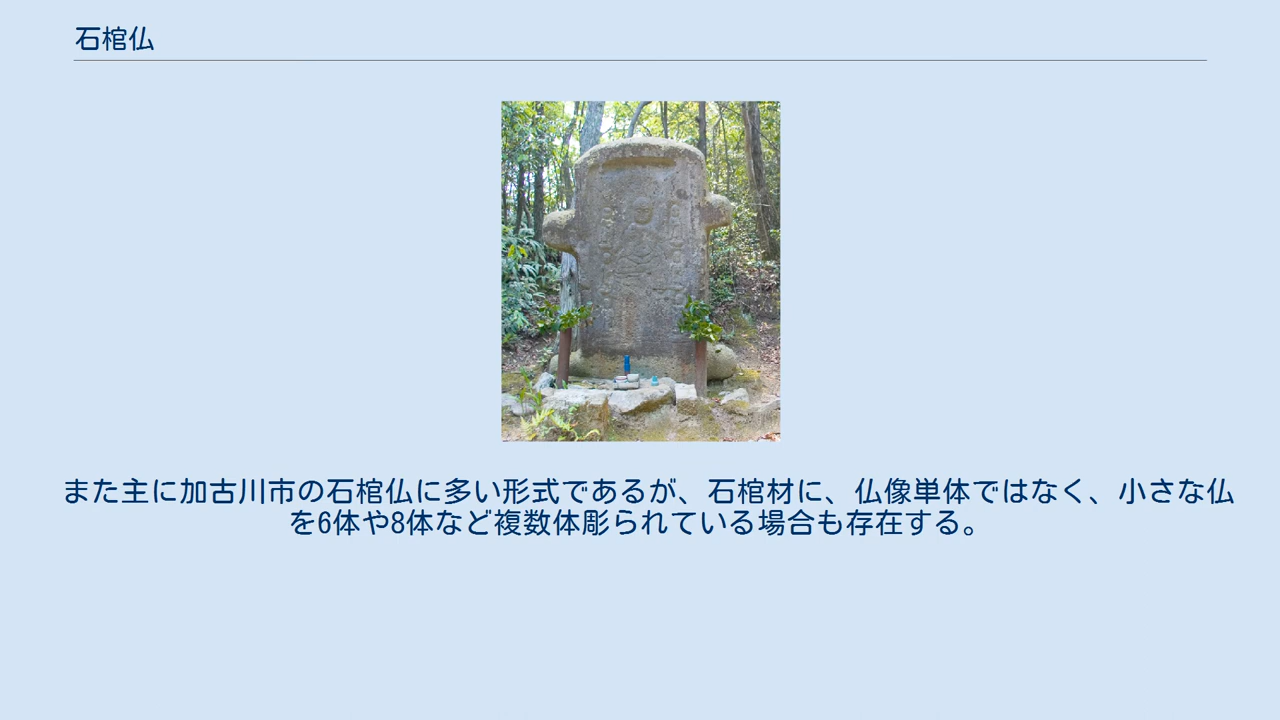 石棺仏
また主に加古川市の石棺仏に多い形式であるが、石棺材に、仏像単体ではなく、小さな仏
を6体や8体など複数体彫られている場合も存在する。